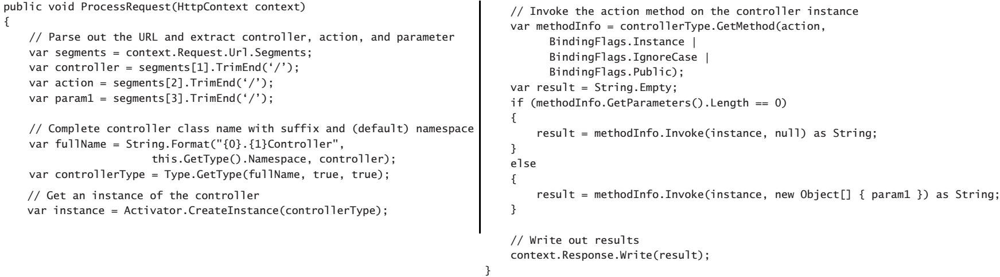 public void ProcessRequest(HttpContext context)
{
    // Parse out the URL and extract controller, action, and parameter
    var segments = context.Request.Url.Segments;
    var controller = segments[1].TrimEnd(‘/’);
    var action = segments[2].TrimEnd(‘/’);
    var param1 = segments[3].TrimEnd(‘/’);

    // Complete controller class name with suffix and (default) namespace
    var fullName = String.Format("{0}.{1}Controller",
                       this.GetType().Namespace, controller);
    var controllerType = Type.GetType(fullName, true, true);
    // Get an instance of the controller
    var instance = Activator.CreateInstance(controllerType);
    // Invoke the action method on the controller instance
    var methodInfo = controllerType.GetMethod(action,
          BindingFlags.Instance |
          BindingFlags.IgnoreCase |
          BindingFlags.Public);
    var result = String.Empty;
    if (methodInfo.GetParameters().Length == 0)
    {
        result = methodInfo.Invoke(instance, null) as String;
    }
    else
    {
        result = methodInfo.Invoke(instance, new Object[] { param1 }) as String;
    }

    // Write out results
    context.Response.Write(result);
}